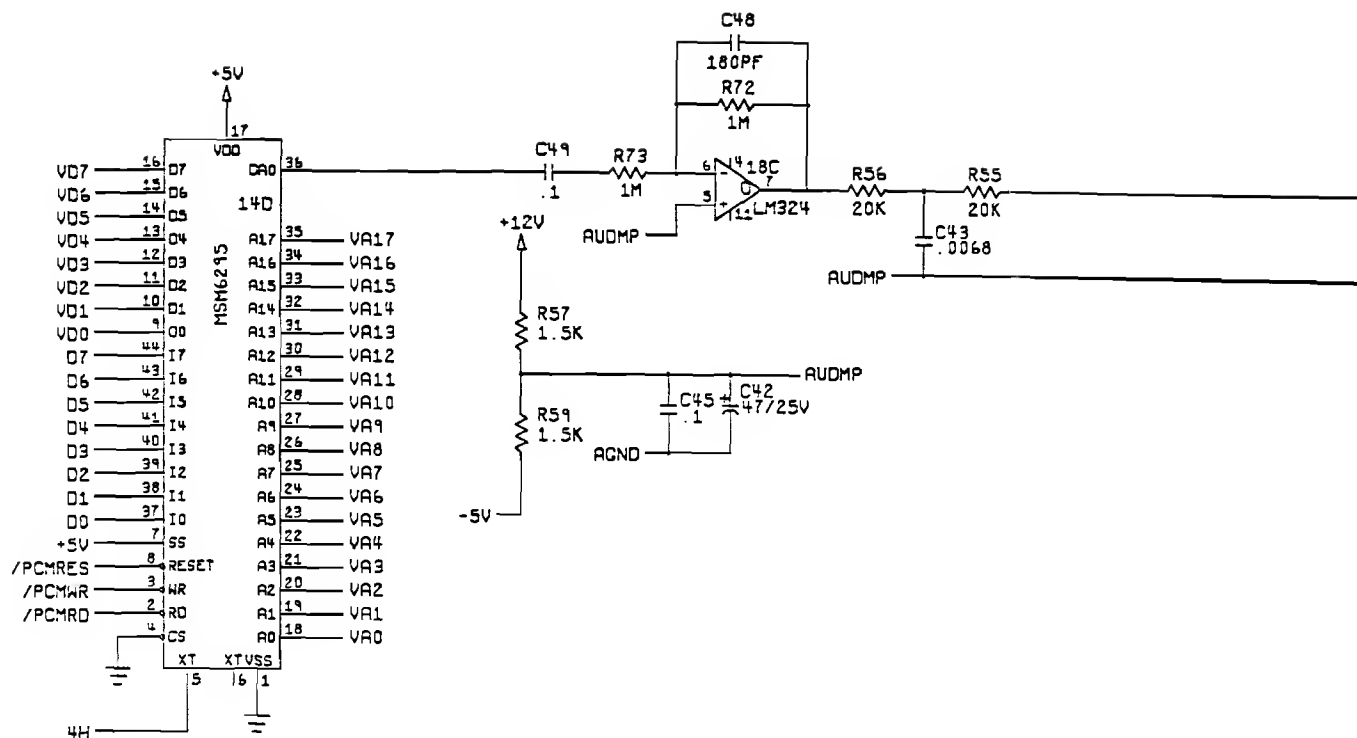 C48
180PF
R72
1M
+5V
17
VDD
VD7 16 D7
DAO 36
VD6 15 D6
14D
VD5 14 D5
VD4 13 D4
A17 35 VA17
VD3 12 D3
A16 34 VA16
VD2 11 D2
A15 33 VA15
VD1 10 D1
A14 32 VA14
VD0 9 D0
A13 31 VA13
D7 44 I7
A12 30 VA12
D6 43 I6
A11 29 VA11
D5 42 I5
A10 28 VA10
D4 41 I4
A9 27 VA9
D3 40 I3
A8 26 VA8
D2 39 I2
A7 25 VA7
D1 38 I1
A6 24 VA6
D0 37 I0
A5 23 VA5
+5V 7 SS
A4 22 VA4
/PCMRES 8 RESET
A3 21 VA3
/PCMWR 3 WR
A2 20 VA2
/PCMRD 2 RD
A1 19 VA1
4 CS
A0 18 VA0
MSM6295
XT XT VSS
5 6 1
4H
C49
.1
R73
1M
6 - 4 18C
7
5 + 11 LM324
AUDMP
R56
20K
R55
20K
C43
.0068
AUDMP
+12V
R57
1.5K
AUDMP
R59
1.5K
C45
.1
+ C42
47/25V
AGND
-5V